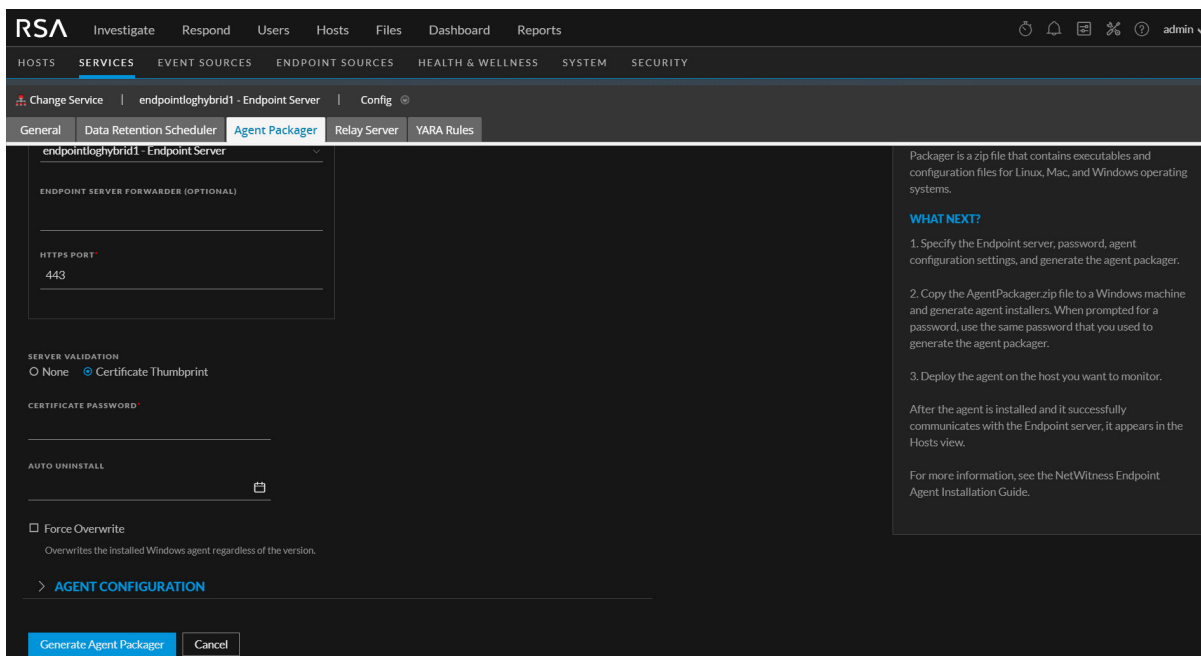 RSA Investigate Respond Users Hosts Files Dashboard Reports admin
HOSTS SERVICES EVENT SOURCES ENDPOINT SOURCES HEALTH & WELLNESS SYSTEM SECURITY
Change Service | endpointloghybrid1 - Endpoint Server | Config
General Data Retention Scheduler Agent Packager Relay Server YARA Rules
endpointloghybrid1 - Endpoint Server
ENDPOINT SERVER FORWARDER (OPTIONAL)
HTTPS PORT*
443
SERVER VALIDATION
None Certificate Thumbprint
CERTIFICATE PASSWORD*
AUTO UNINSTALL
Force Overwrite
Overwrites the installed Windows agent regardless of the version.
AGENT CONFIGURATION
Generate Agent Packager Cancel
Packager is a zip file that contains executables and
configuration files for Linux, Mac, and Windows operating
systems.
WHAT NEXT?
1. Specify the Endpoint server, password, agent
configuration settings, and generate the agent packager.
2. Copy the AgentPackager.zip file to a Windows machine
and generate agent installers. When prompted for a
password, use the same password that you used to
generate the agent packager.
3. Deploy the agent on the host you want to monitor.
After the agent is installed and it successfully
communicates with the Endpoint server, it appears in the
Hosts view.
For more information, see the NetWitness Endpoint
Agent Installation Guide.